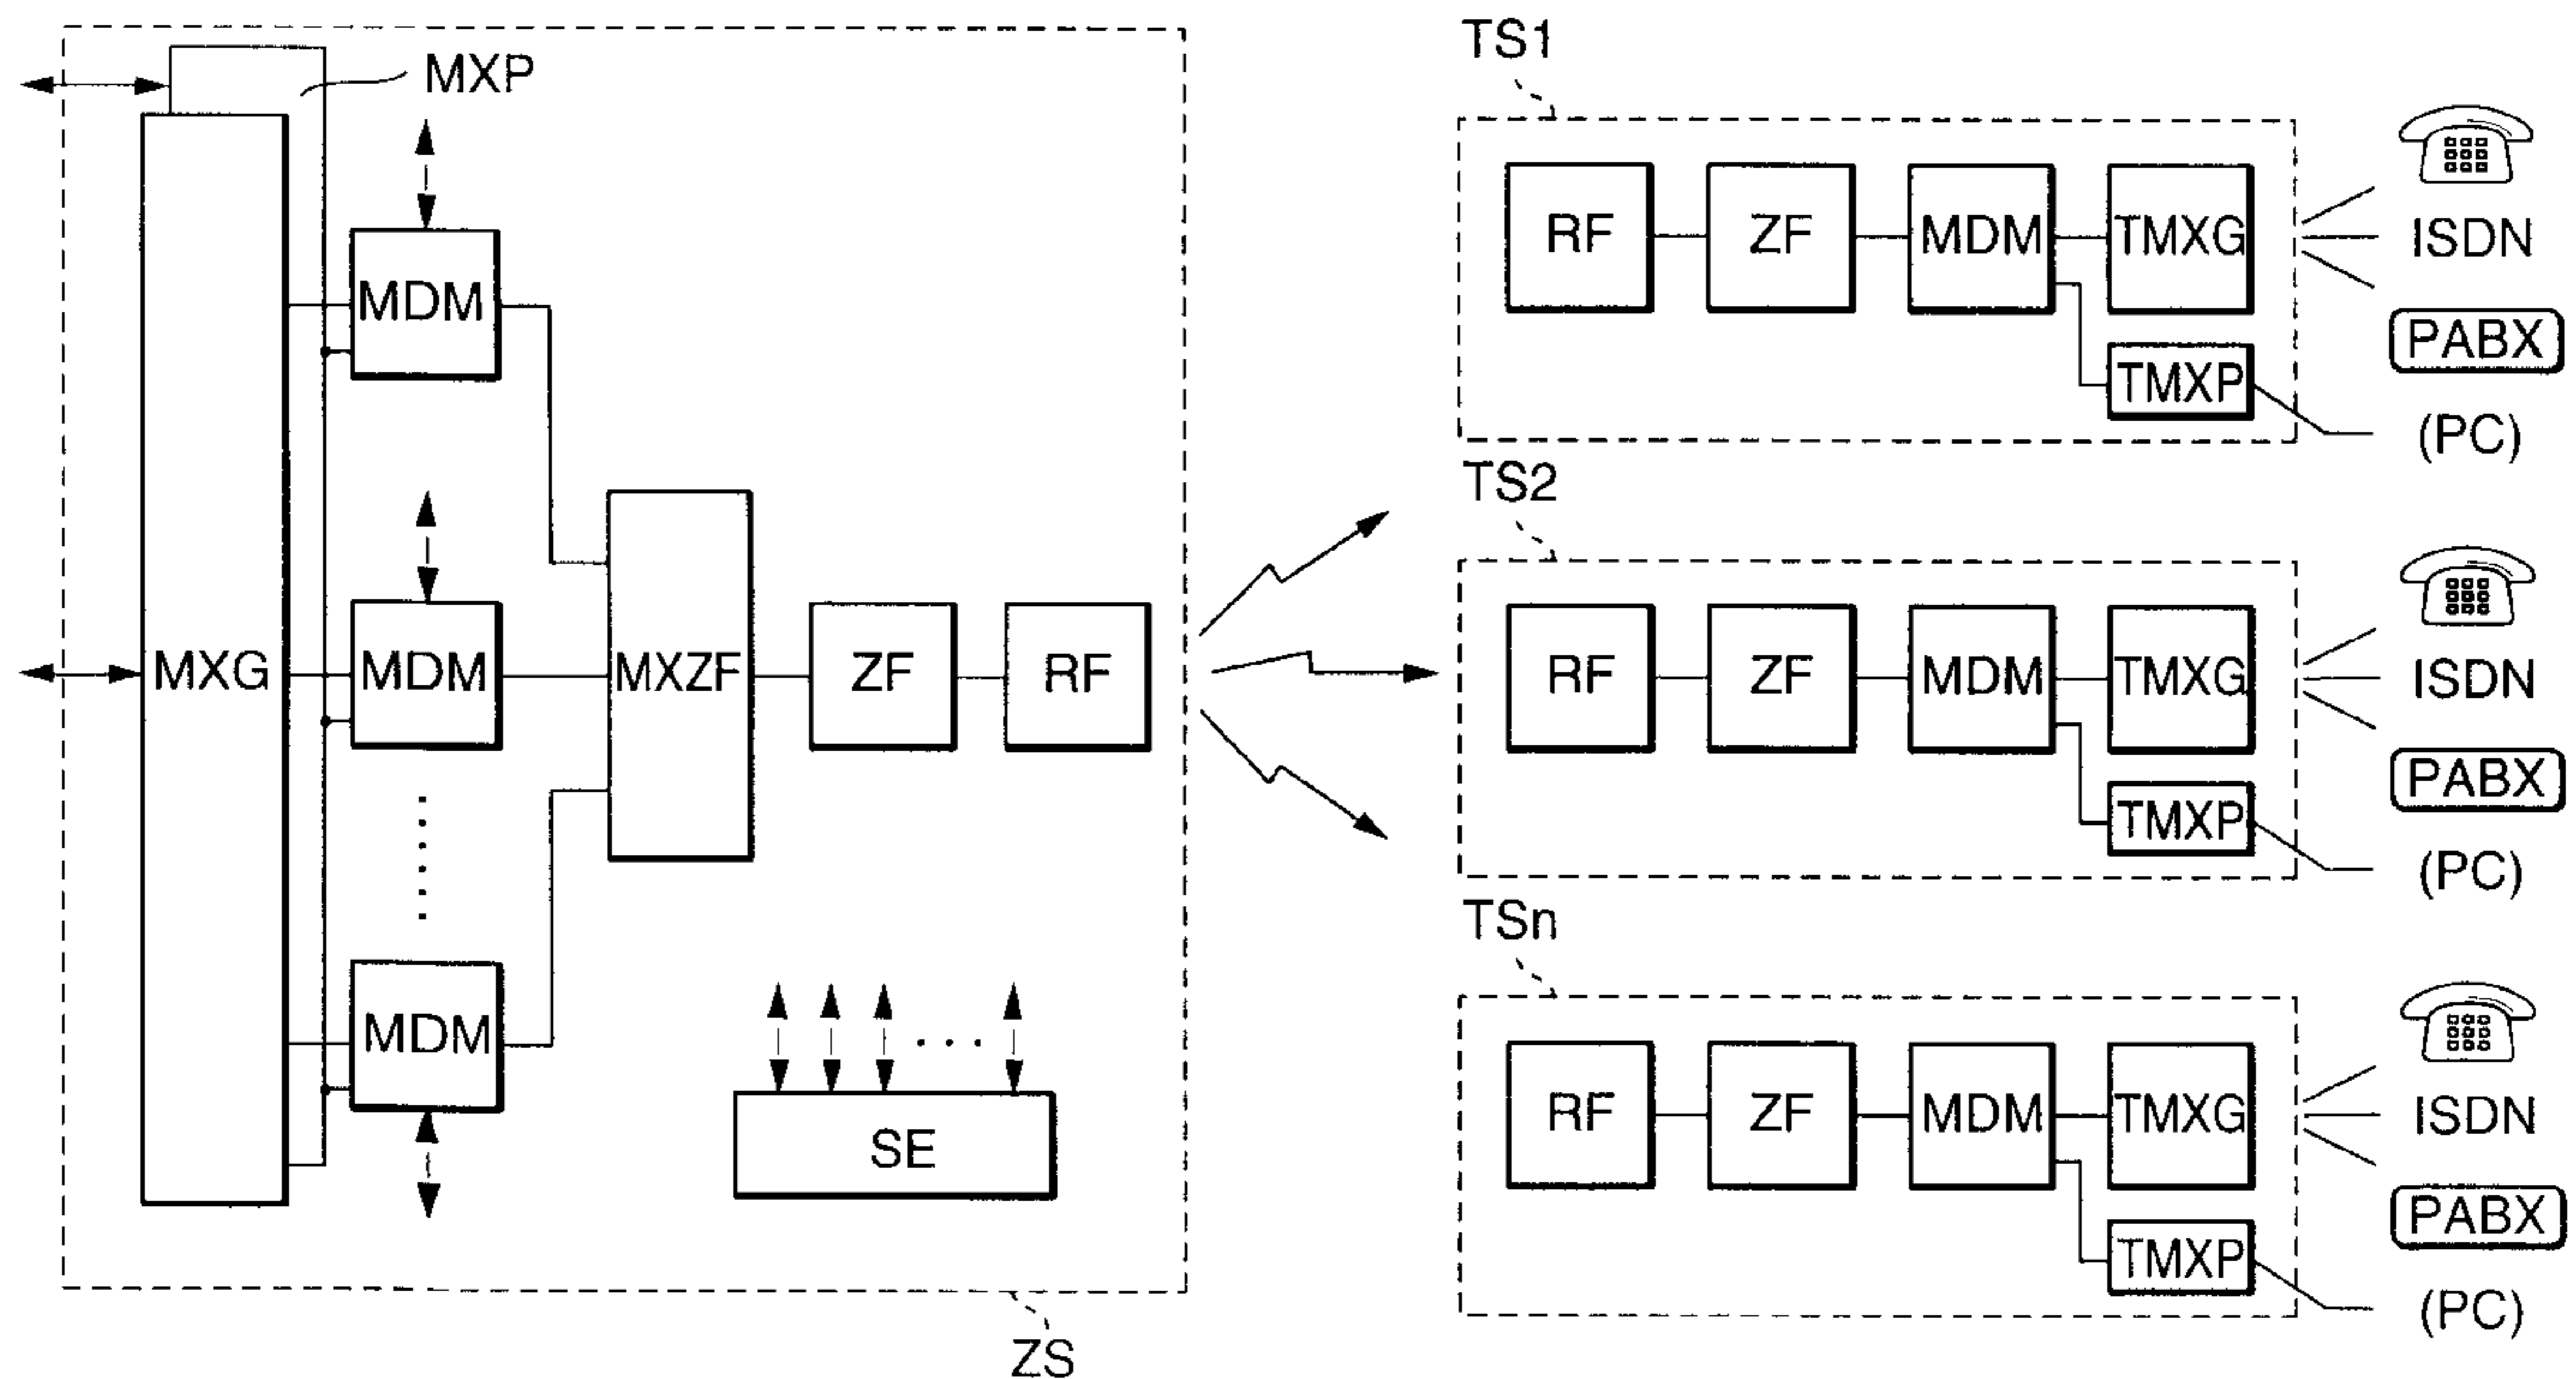 MXP
MXG
MDM
MDM
MDM
MXZF
ZF
RF
SE
ZS
TS1
RF
ZF
MDM
TMXG
TMXP
ISDN
PABX
(PC)
TS2
RF
ZF
MDM
TMXG
TMXP
ISDN
PABX
(PC)
TSn
RF
ZF
MDM
TMXG
TMXP
ISDN
PABX
(PC)